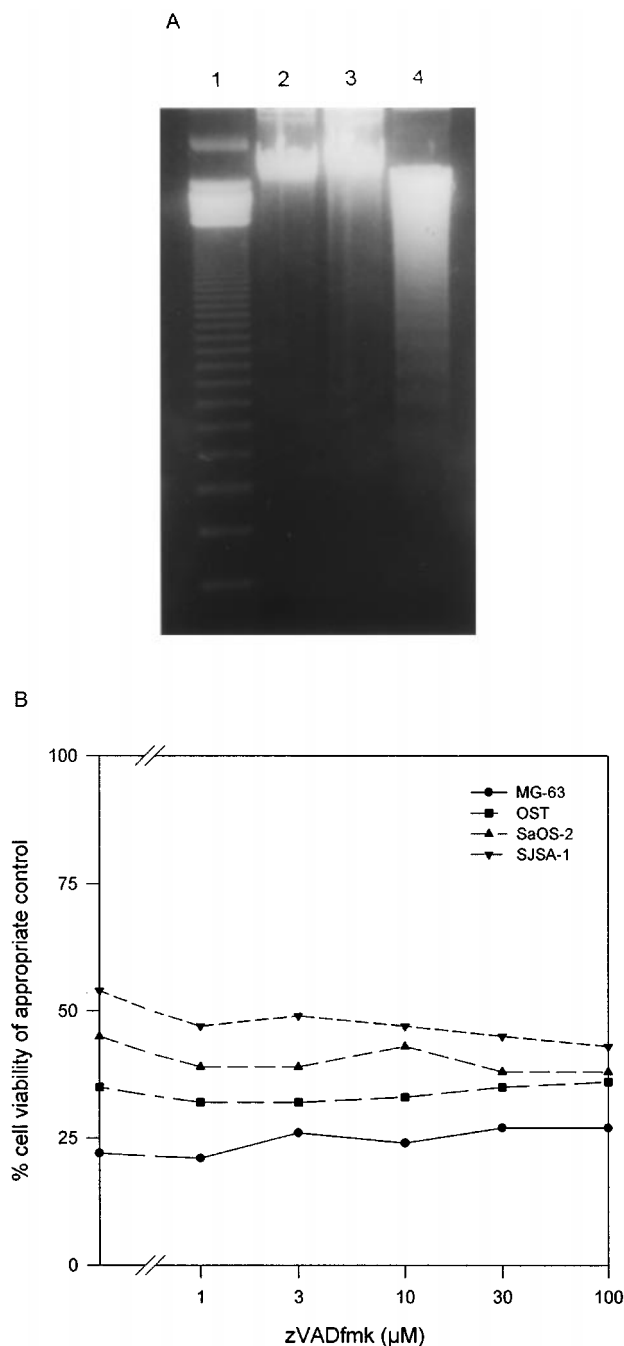 A
1 2 3 4
B
% cell viability of appropriate control
100
75
50
25
0
MG-63
OST
SaOS-2
SJSA-1
1 3 10 30 100
zVADfmk (µM)